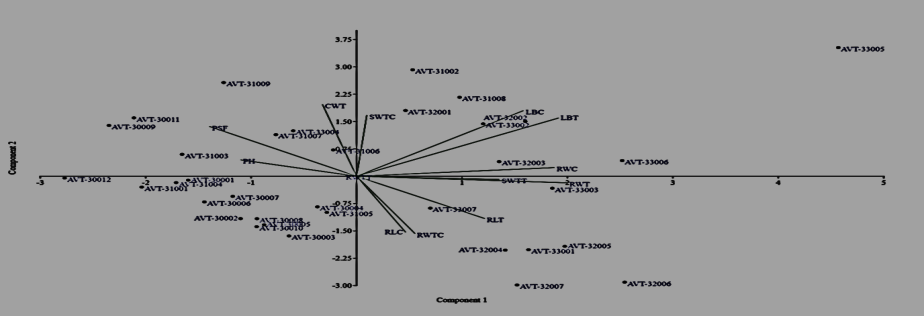 3.75
AVT-33005
3.00
AVT-31002
AVT-31009
2.25
AVT-31008
CWT
AVT-32001
LBC
SWTC
AVT-32002
LBT
AVT-30011
1.50
AVT-30009
PSF
AVT-33004
AVT-33002
AVT-31007
AVT-31006
AVT-31003
PH
AVT-32003
AVT-33006
RWC
-3
AVT-30012
AVT-30001
-1
SWTT
RWT
1
2
3
4
5
AVT-31001
AVT-31004
AVT-33003
AVT-30007
AVT-30006
-0.75
AVT-30004
AVT-31005
AVT-33007
AVT-30002
AVT-30008
RLT
AVT-30010
-1.50
RLC
RWTC
AVT-30003
AVT-32004
AVT-33001
AVT-32005
-2.25
-3.00
AVT-32007
AVT-32006
Component 2
Component 1